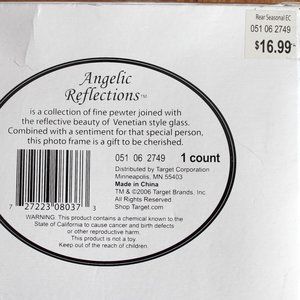 Rear Seasonal EC
051 06 2749
$16.99
Angelic
Reflections™
is a collection of fine pewter joined with
the reflective beauty of Venetian style glass.
Combined with a sentiment for that special person,
this photo frame is a gift to be cherished.
051 06 2749 1 count
Distributed by Target Corporation
Minneapolis, MN 55403
Made in China
TM & ©2006 Target Brands, Inc
All Rights Reserved
Shop Target.com
7 27223 08037 3
WARNING: This product contains a chemical known to the
State of California to cause cancer and birth defects
or other reproductive harm.
This product is not a toy.
Keep out of the reach of children.